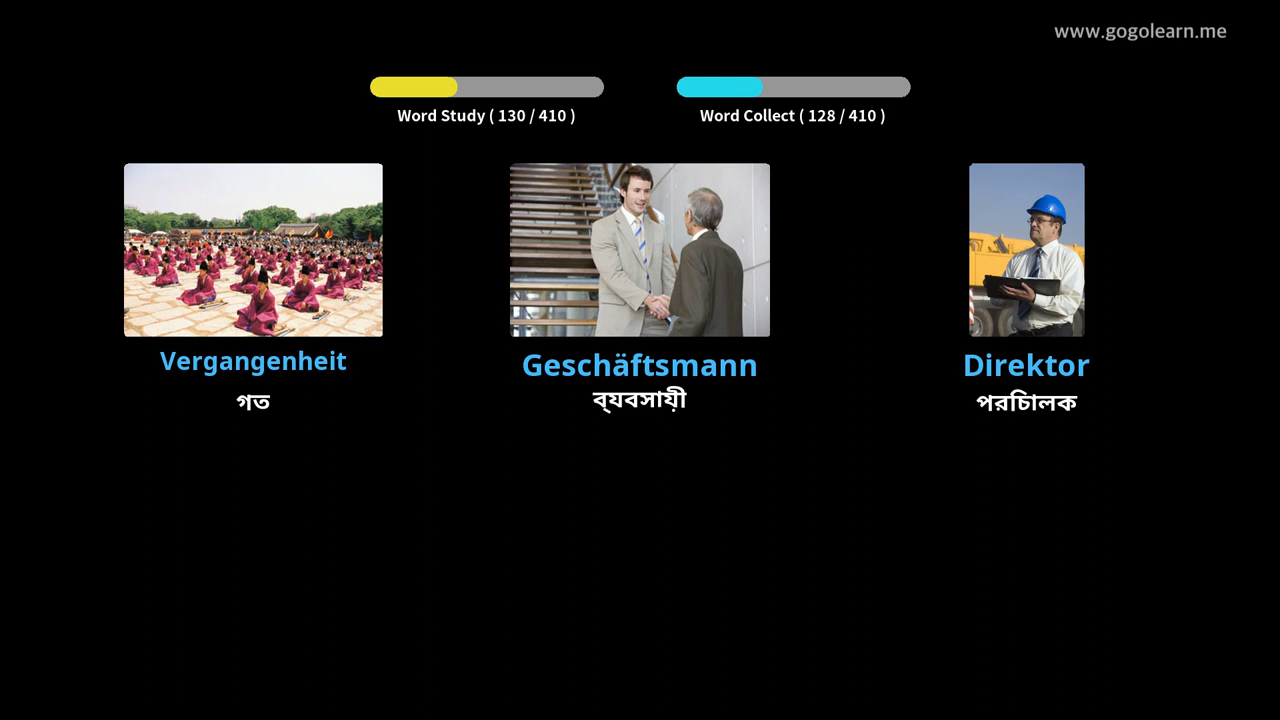 www.gogolearn.me
Word Study ( 130 / 410 )
Word Collect ( 128 / 410 )
Vergangenheit
গত
Geschäftsmann
ব্যবসায়ী
Direktor
পরিচালক